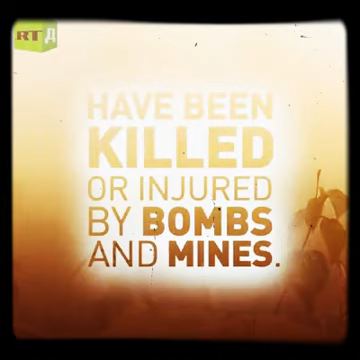 RT Д
HAVE BEEN
KILLED
OR INJURED
BY BOMBS
AND MINES.